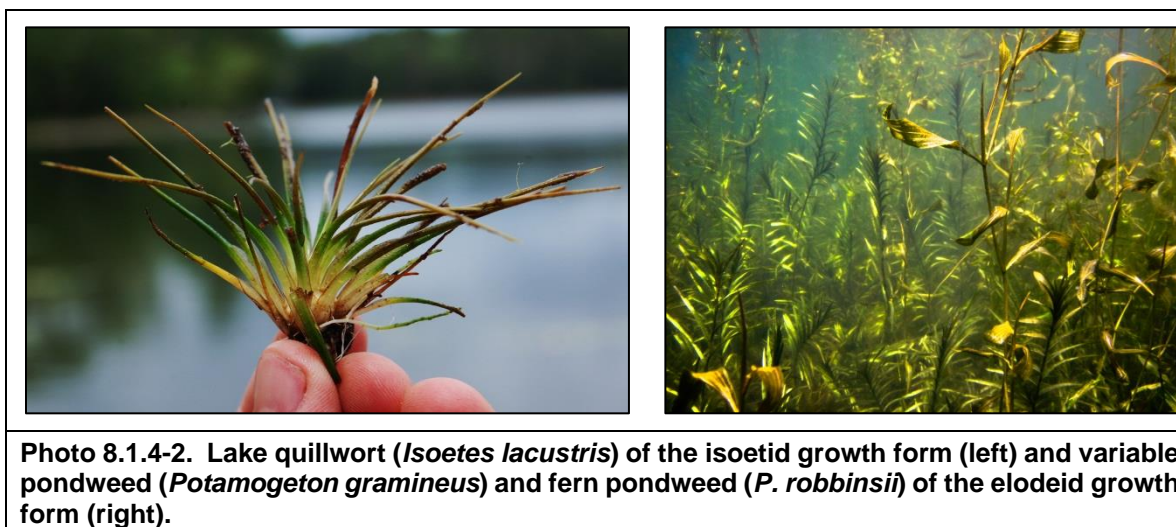 Photo 8.1.4-2. Lake quillwort (Isoetes lacustris) of the isoetid growth form (left) and variable
pondweed (Potamogeton gramineus) and fern pondweed (P. robbinsii) of the elodeid growth
form (right).